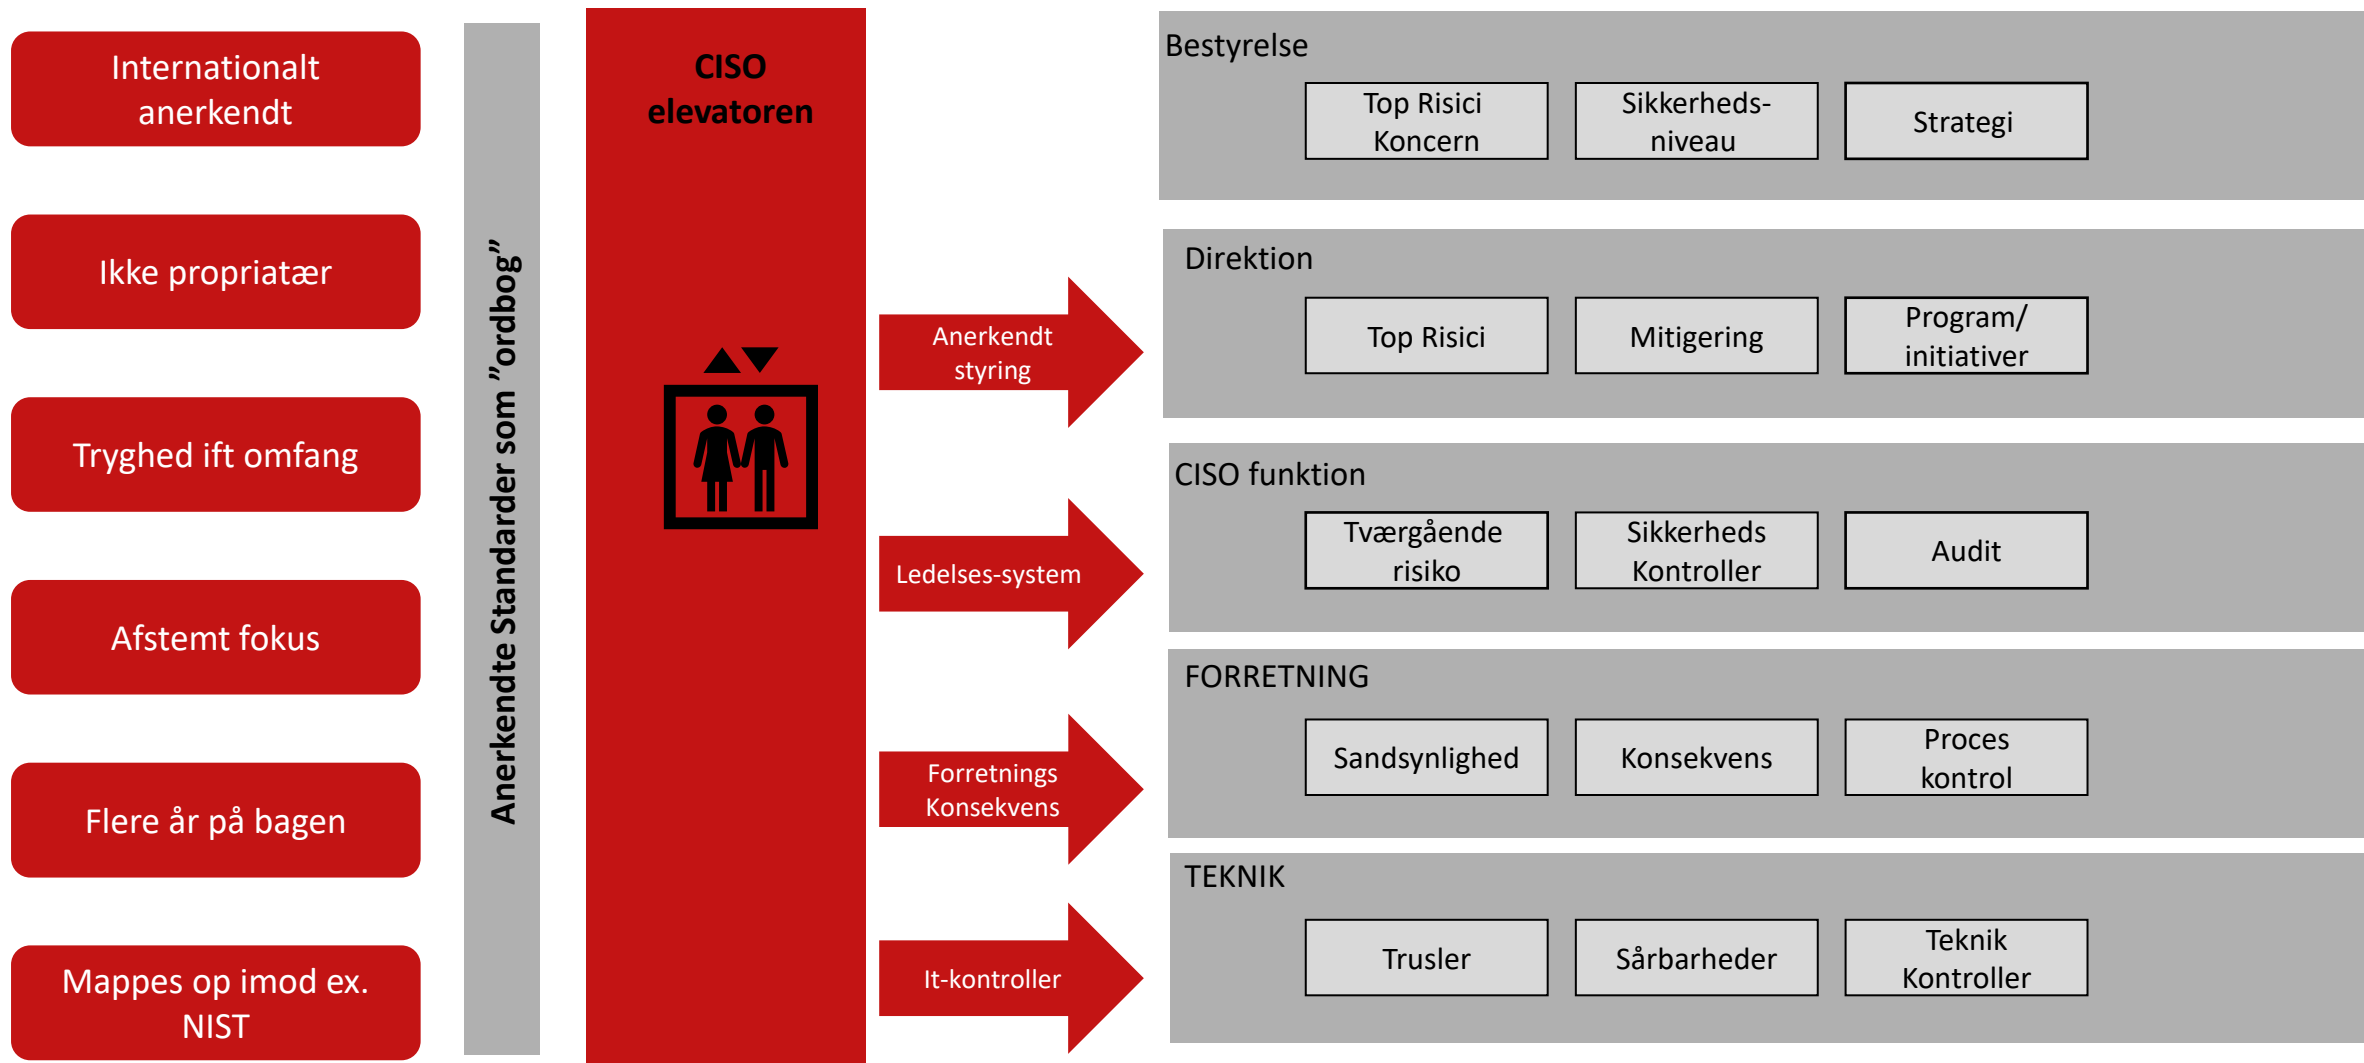 Internationalt
anerkendt
Ikke propriatær
Tryghed ift omfang
Afstemt fokus
Flere år på bagen
Mappes op imod ex.
NIST
Anerkendte Standarder som ”ordbog”
CISO
elevatoren
Anerkendt
styring
Ledelses-system
Forretnings
Konsekvens
It-kontroller
Bestyrelse
Top Risici
Koncern
Sikkerheds-
niveau
Strategi
Direktion
Top Risici
Mitigering
Program/
initiativer
CISO funktion
Tværgående
risiko
Sikkerheds
Kontroller
Audit
FORRETNING
Sandsynlighed
Konsekvens
Proces
kontrol
TEKNIK
Trusler
Sårbarheder
Teknik
Kontroller